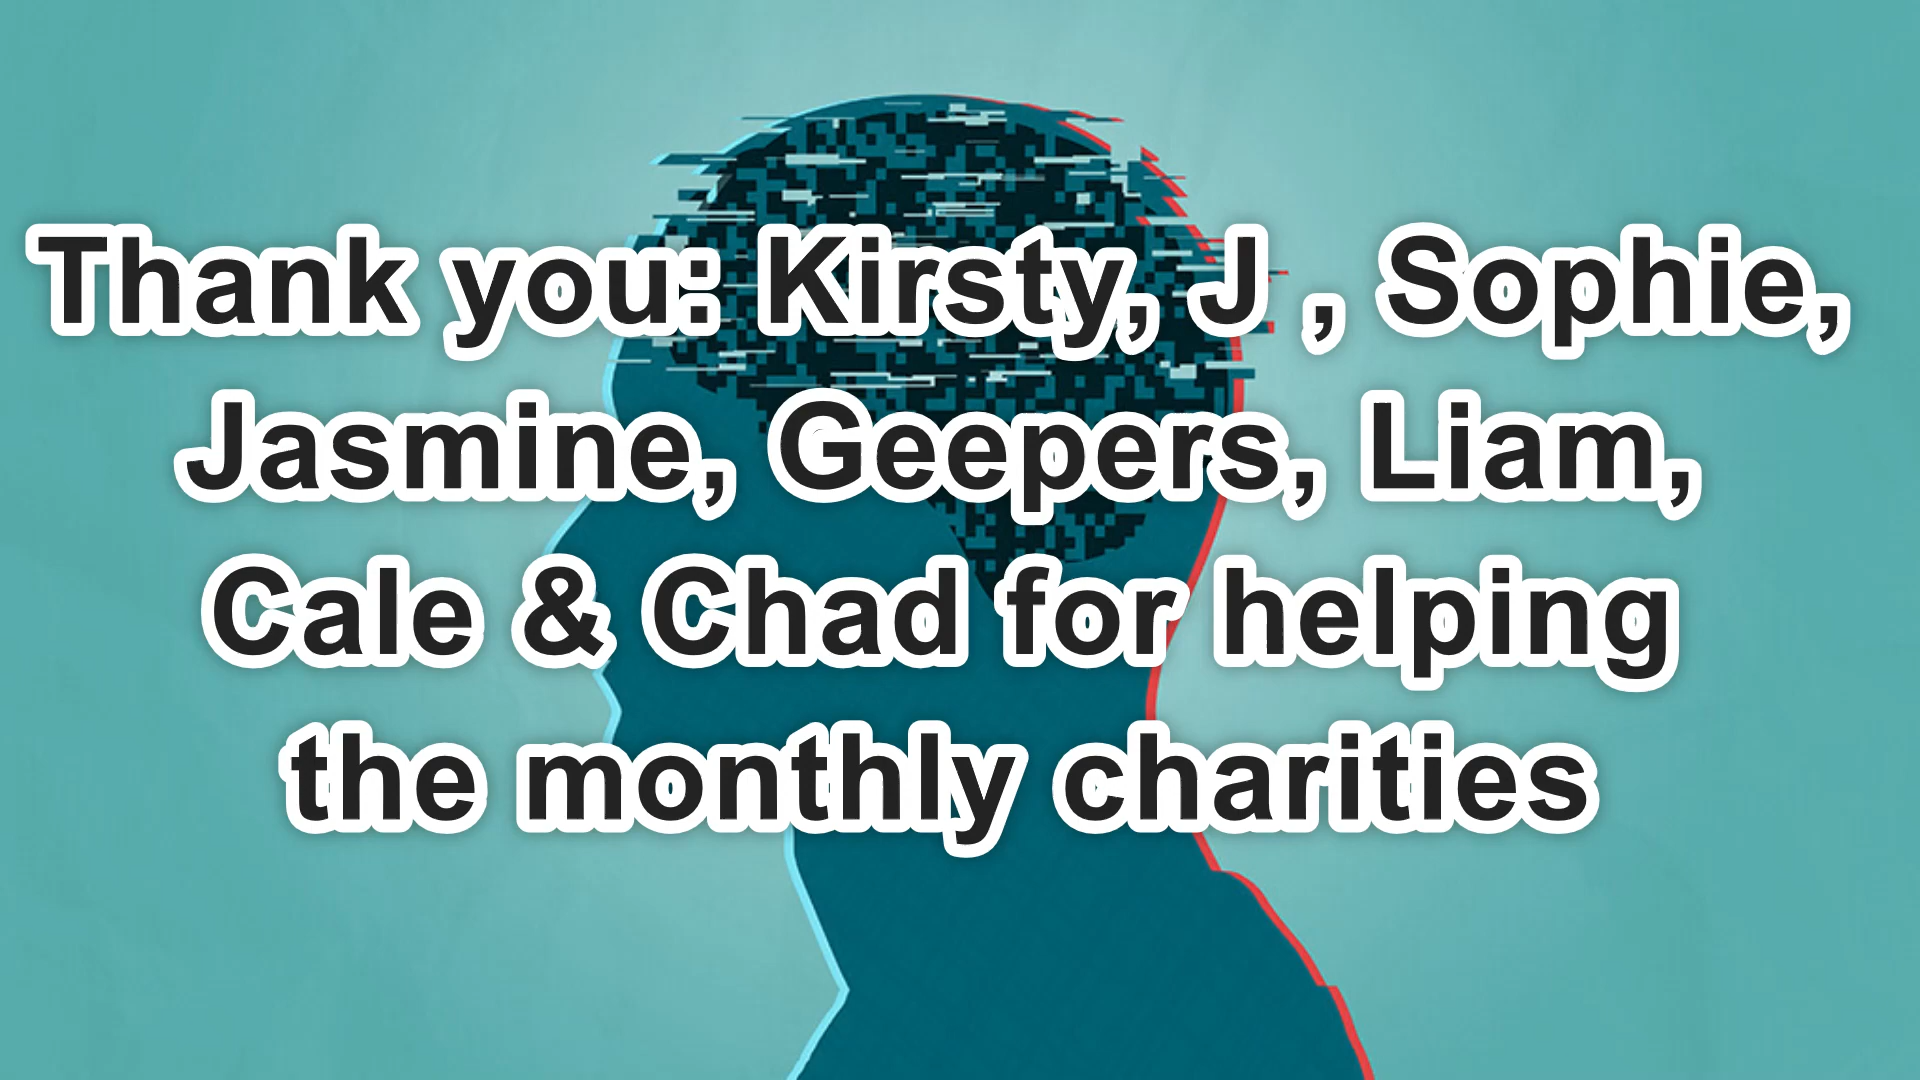 Thank you: Kirsty, J , Sophie,
Jasmine, Geepers, Liam,
Cale & Chad for helping
the monthly charities